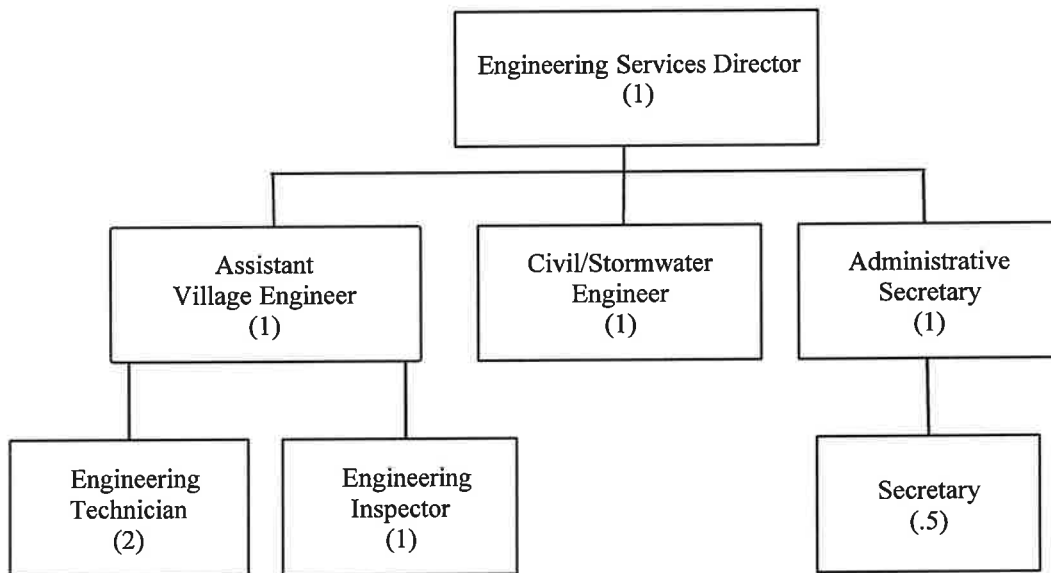 Engineering Services Director
(1)
Assistant
Village Engineer
(1)
Civil/Stormwater
Engineer
(1)
Administrative
Secretary
(1)
Engineering
Technician
(2)
Engineering
Inspector
(1)
Secretary
(.5)